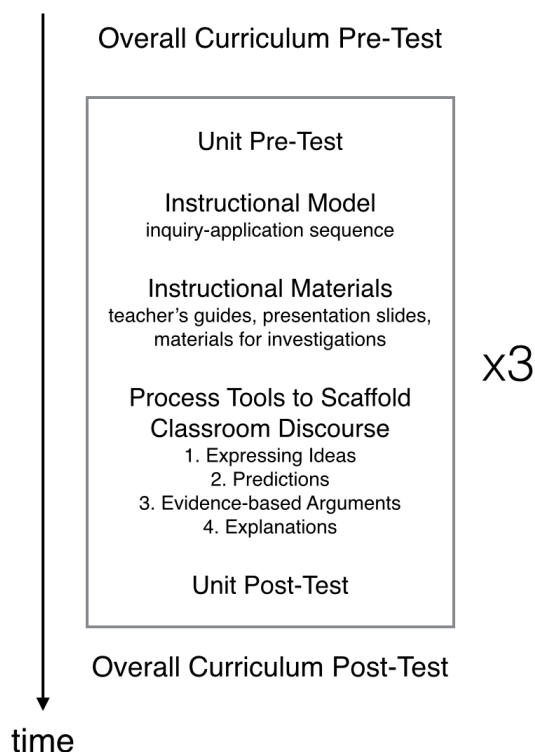 Overall Curriculum Pre-Test
Unit Pre-Test
Instructional Model
inquiry-application sequence
Instructional Materials
teacher’s guides, presentation slides,
materials for investigations
x3
Process Tools to Scaffold
Classroom Discourse
1. Expressing Ideas
2. Predictions
3. Evidence-based Arguments
4. Explanations
Unit Post-Test
Overall Curriculum Post-Test
time